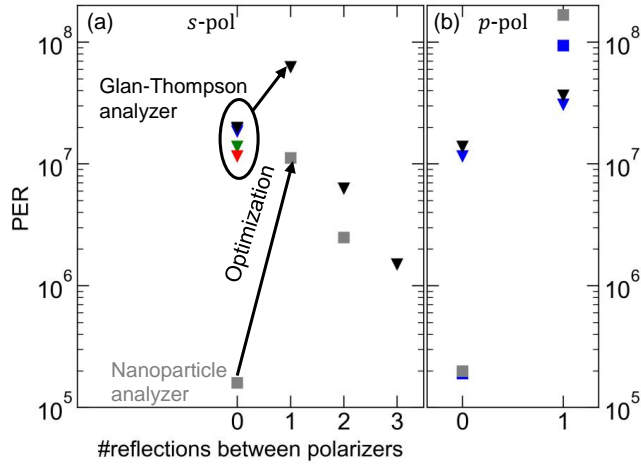 (a) s-pol
(b) p-pol
10^8
10^7
10^6
10^5
PER
Glan-Thompson
analyzer
Optimization
Nanoparticle
analyzer
0 1 2 3
#reflections between polarizers
0 1
10^8
10^7
10^6
10^5